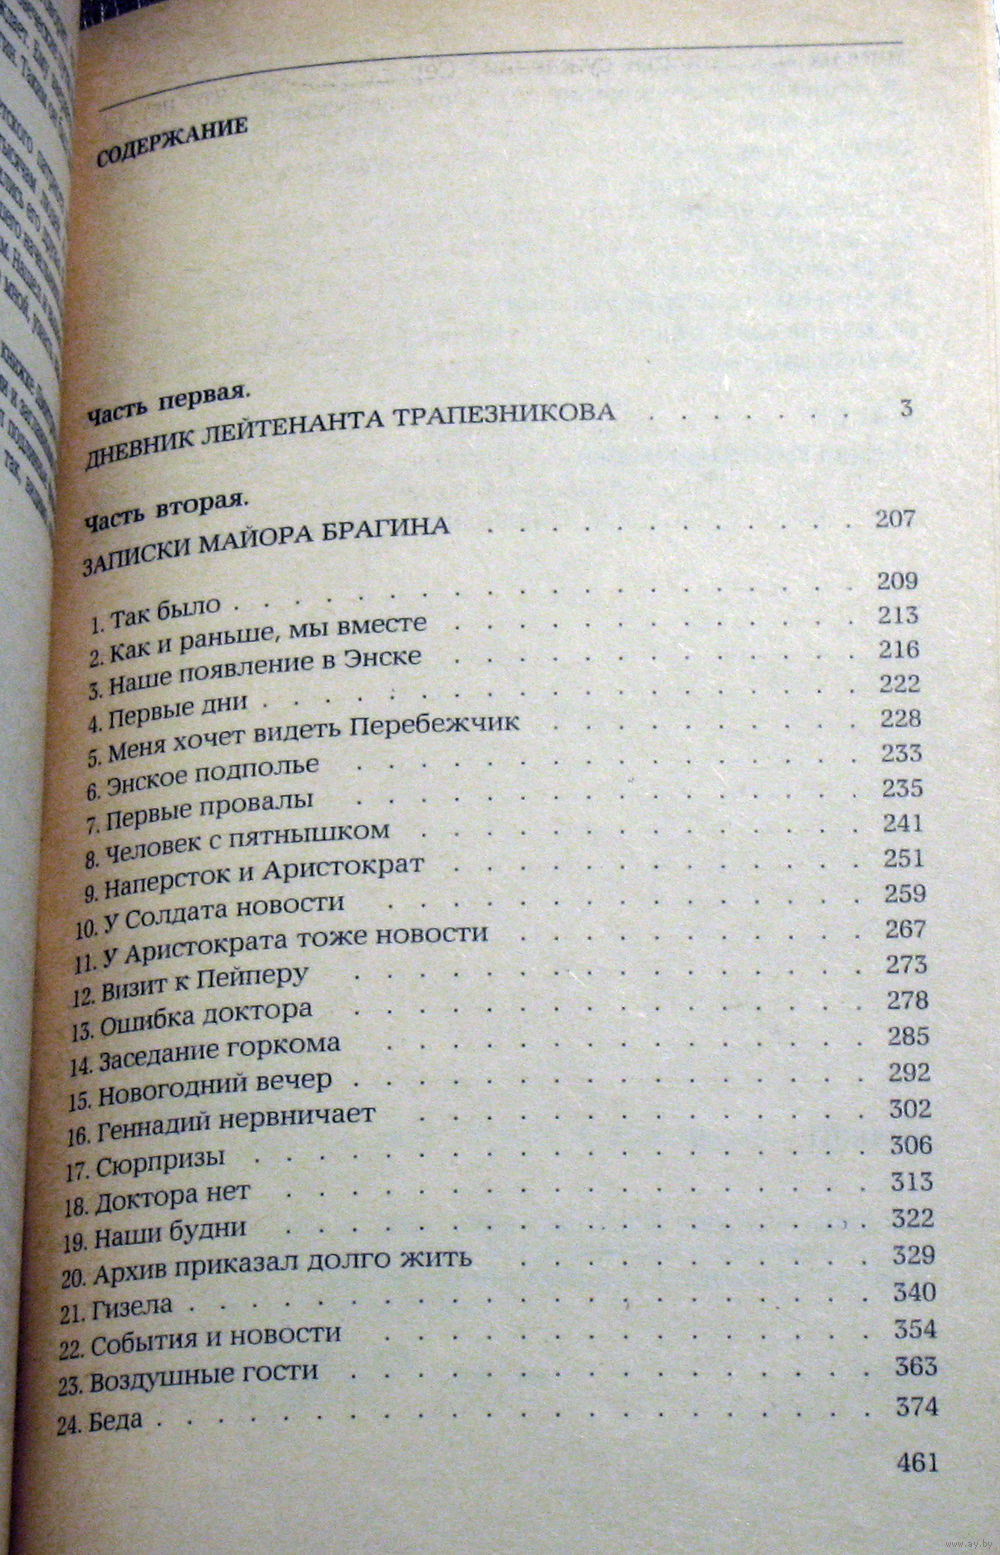 СОДЕРЖАНИЕ
Часть первая.
ДНЕВНИК ЛЕЙТЕНАНТА ТРАПЕЗНИКОВА . . . . . . . 3
Часть вторая.
ЗАПИСКИ МАЙОРА БРАГИНА . . . . . . . . . . . . 207
1. Так было . . . . . . . . . . . . . . . . . . . . 209
2. Как и раньше, мы вместе . . . . . . . . . . . . . 213
3. Наше появление в Энске . . . . . . . . . . . . . 216
4. Первые дни . . . . . . . . . . . . . . . . . . . 222
5. Меня хочет видеть Перебежчик . . . . . . . . . . 228
6. Энское подполье . . . . . . . . . . . . . . . . 233
7. Первые провалы . . . . . . . . . . . . . . . . 235
8. Человек с пятнышком . . . . . . . . . . . . . . 241
9. Наперсток и Аристократ . . . . . . . . . . . . . 251
10. У Солдата новости . . . . . . . . . . . . . . . 259
11. У Аристократа тоже новости . . . . . . . . . . . 267
12. Визит к Пейперу . . . . . . . . . . . . . . . . 273
13. Ошибка доктора . . . . . . . . . . . . . . . . 278
14. Заседание горкома . . . . . . . . . . . . . . . 285
15. Новогодний вечер . . . . . . . . . . . . . . . . 292
16. Геннадий нервничает . . . . . . . . . . . . . . 302
17. Сюрпризы . . . . . . . . . . . . . . . . . . . 306
18. Доктора нет . . . . . . . . . . . . . . . . . . 313
19. Наши будни . . . . . . . . . . . . . . . . . . 322
20. Архив приказал долго жить . . . . . . . . . . . 329
21. Гизела . . . . . . . . . . . . . . . . . . . . . 340
22. События и новости . . . . . . . . . . . . . . . 354
23. Воздушные гости . . . . . . . . . . . . . . . . 363
24. Беда . . . . . . . . . . . . . . . . . . . . . . 374
461
www.ay.by